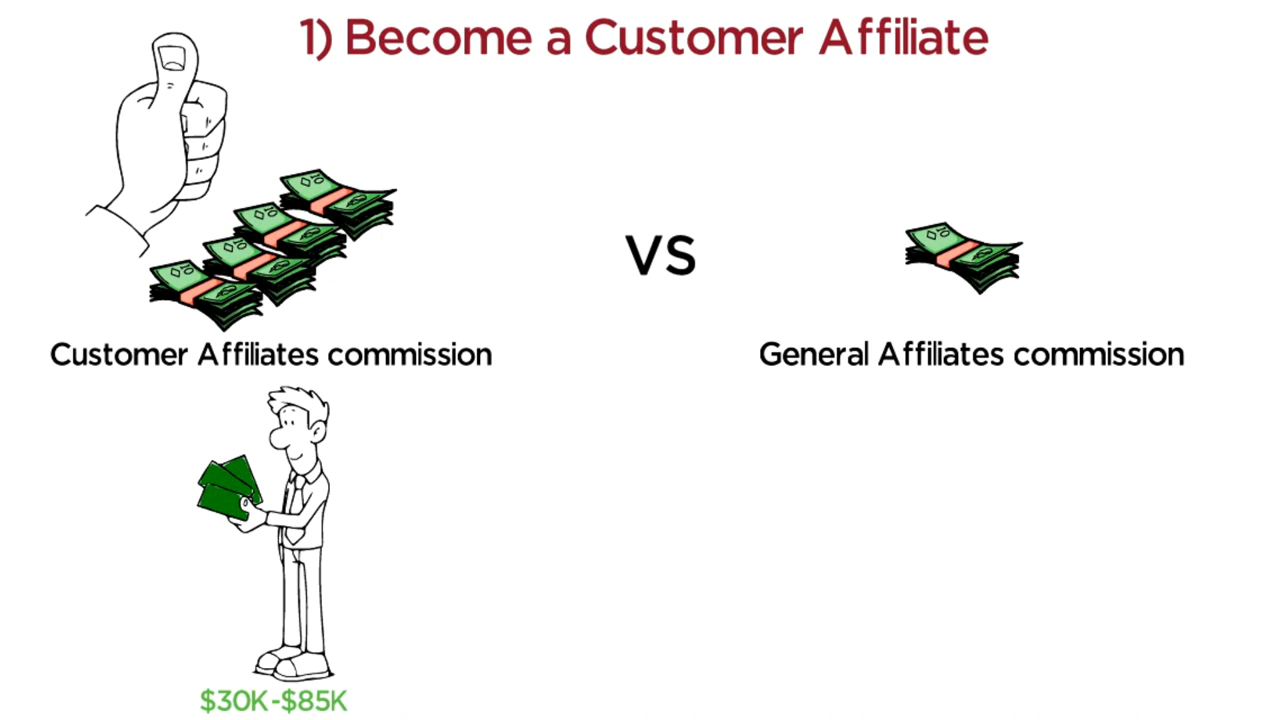 1) Become a Customer Affiliate
VS
Customer Affiliates commission
General Affiliates commission
$30K-$85K